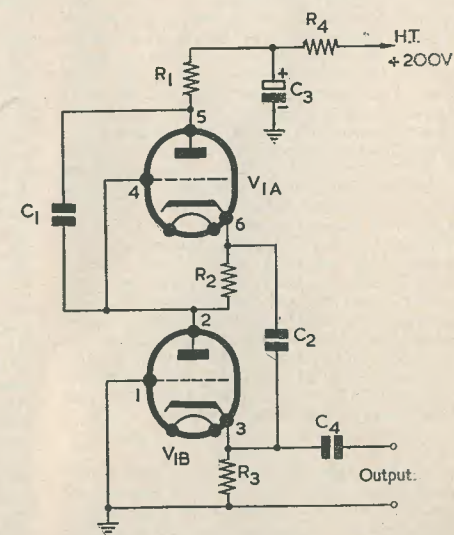 R4
H.T.
+200V
R1
+
C3
−
5
4
V1A
C1
6
R2
2
C2
1
3
C4
V1B
R3
Output.